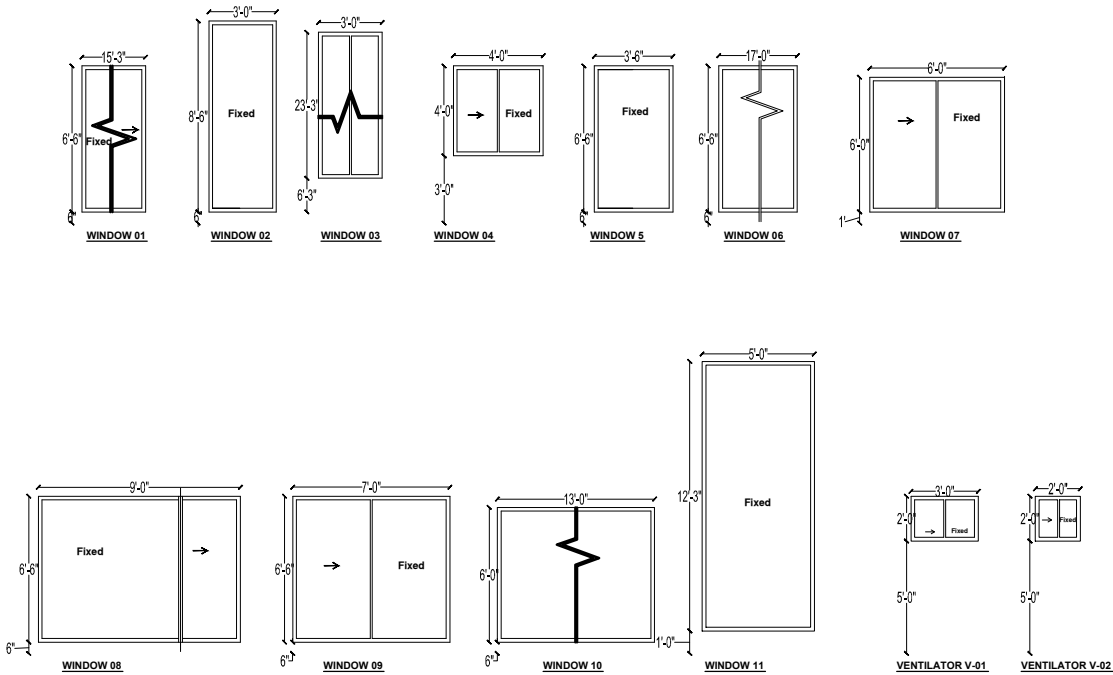 15'-3"
6'-6"
Fixed
6"
WINDOW 01
3'-0"
8'-6"
Fixed
6"
WINDOW 02
3'-0"
23'-3"
6'-3"
WINDOW 03
4'-0"
4'-0"
Fixed
3'-0"
WINDOW 04
3'-6"
6'-6"
Fixed
6"
WINDOW 5
17'-0"
6'-6"
6"
WINDOW 06
6'-0"
6'-0"
Fixed
1'
WINDOW 07
9'-0"
6'-6"
Fixed
6"
WINDOW 08
7'-0"
6'-6"
Fixed
6"
WINDOW 09
13'-0"
6'-0"
6"
WINDOW 10
5'-0"
12'-3"
Fixed
1'-0"
WINDOW 11
3'-0"
2'-0"
Fixed
5'-0"
VENTILATOR V-01
2'-0"
2'-0"
Fixed
5'-0"
VENTILATOR V-02